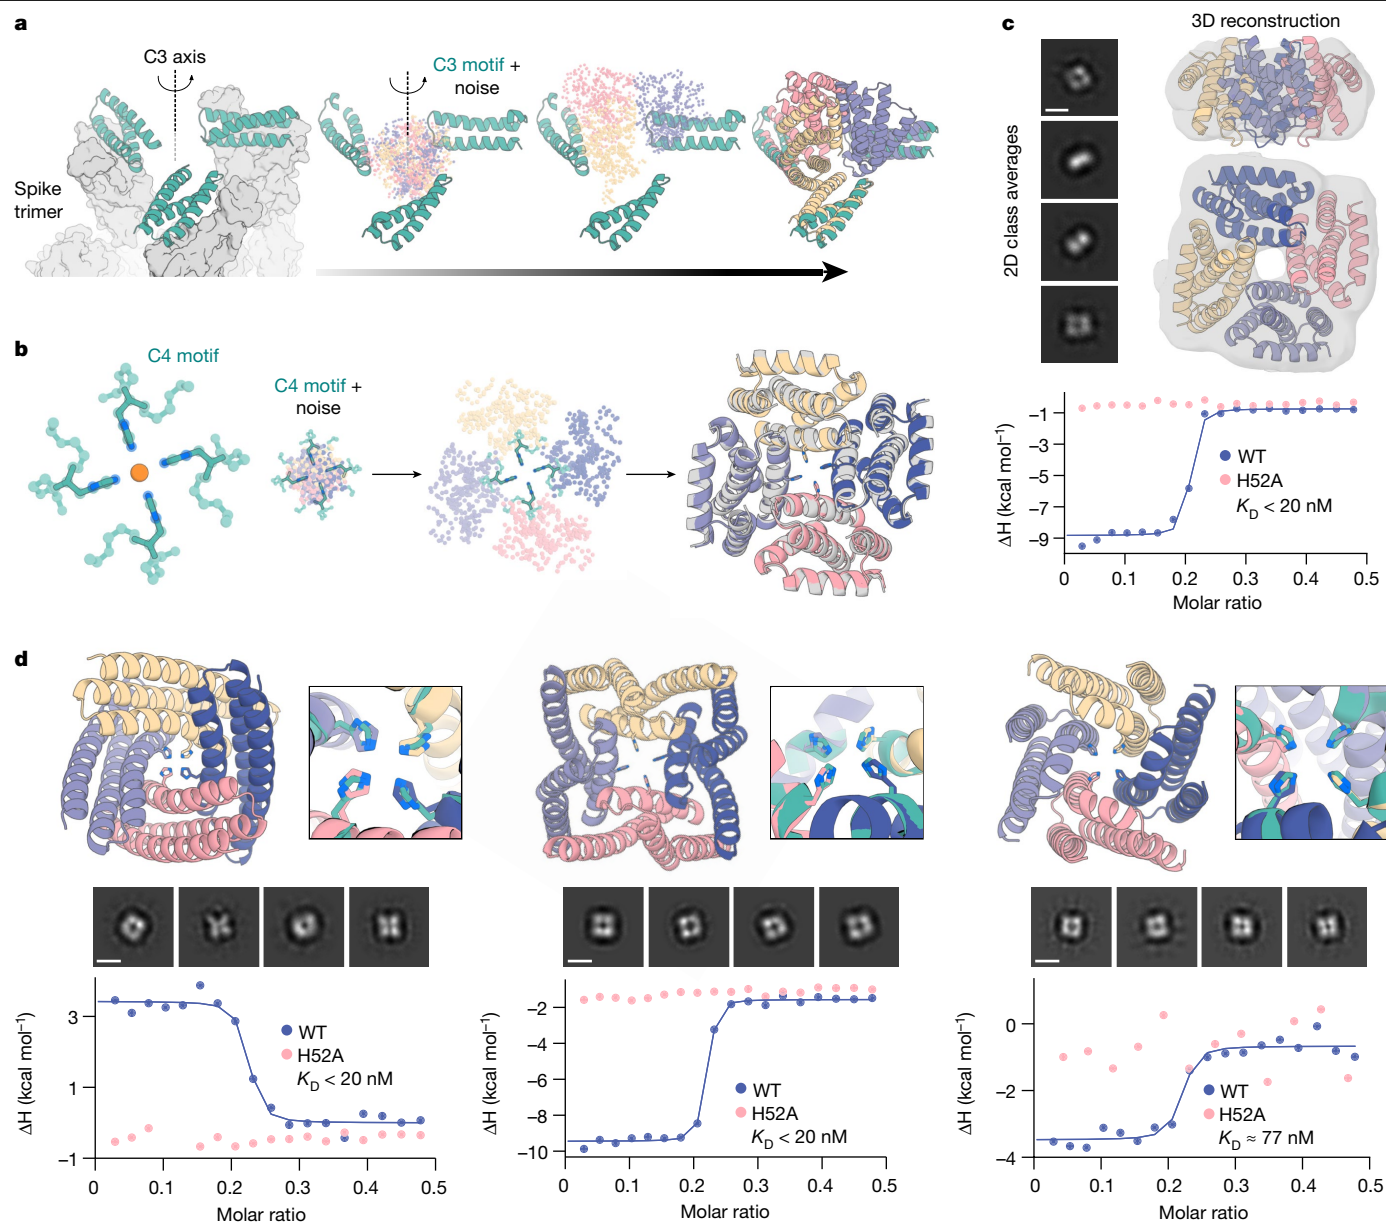 a
C3 axis
Spike
trimer
C3 motif +
noise
b
C4 motif
C4 motif +
noise
c
3D reconstruction
2D class averages
ΔH (kcal mol⁻¹)
−1
−3
−5
−7
−9
WT
H52A
K_D < 20 nM
0 0.1 0.2 0.3 0.4 0.5
Molar ratio
d
ΔH (kcal mol⁻¹)
3
1
−1
WT
H52A
K_D < 20 nM
0 0.1 0.2 0.3 0.4 0.5
Molar ratio
ΔH (kcal mol⁻¹)
−2
−4
−6
−8
−10
WT
H52A
K_D < 20 nM
0 0.1 0.2 0.3 0.4 0.5
Molar ratio
ΔH (kcal mol⁻¹)
0
−2
−4
WT
H52A
K_D ≈ 77 nM
0 0.1 0.2 0.3 0.4 0.5
Molar ratio